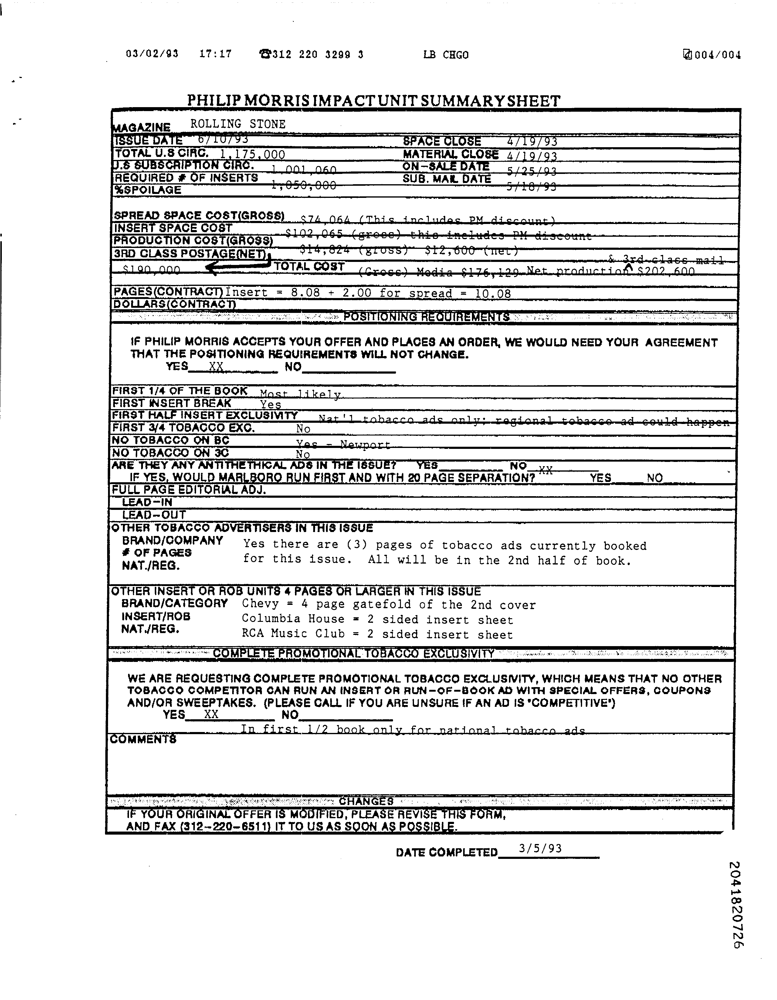 03/02/93 17:17 ☎312 220 3299 3 LB CHGO 004/004
PHILIP MORRIS IMPACT UNIT SUMMARY SHEET
MAGAZINE ROLLING STONE
ISSUE DATE 6/10/93 SPACE CLOSE 4/19/93
TOTAL U.S CIRC. 1,175,000 MATERIAL CLOSE 4/19/93
U.S SUBSCRIPTION CIRC. 1,001,060 ON-SALE DATE 5/25/93
REQUIRED # OF INSERTS 1,050,000 SUB. MAIL DATE 5/18/93
%SPOILAGE
SPREAD SPACE COST(GROSS) $74,064 (This includes PM discount)
INSERT SPACE COST $102,065 (gross) this includes PM discount
PRODUCTION COST(GROSS) $14,824 (gross) $12,600 (net)
3RD CLASS POSTAGE(NET) & 3rd class mail
$190,000 TOTAL COST (Gross) Media $176,129 Net production $202,600
PAGES(CONTRACT) Insert = 8.08 + 2.00 for spread = 10.08
DOLLARS(CONTRACT)
POSITIONING REQUIREMENTS
IF PHILIP MORRIS ACCEPTS YOUR OFFER AND PLACES AN ORDER, WE WOULD NEED YOUR AGREEMENT
THAT THE POSITIONING REQUIREMENTS WILL NOT CHANGE.
YES XX NO
FIRST 1/4 OF THE BOOK Most likely
FIRST INSERT BREAK Yes
FIRST HALF INSERT EXCLUSIVITY Nat'l tobacco ads only; regional tobacco ad could happen
FIRST 3/4 TOBACCO EXC. No
NO TOBACCO ON BC Yes - Newport
NO TOBACCO ON 3C No
ARE THEY ANY ANTITHETHICAL ADS IN THE ISSUE? YES NO XX
IF YES, WOULD MARLBORO RUN FIRST AND WITH 20 PAGE SEPARATION? YES NO
FULL PAGE EDITORIAL ADJ.
LEAD-IN
LEAD-OUT
OTHER TOBACCO ADVERTISERS IN THIS ISSUE
BRAND/COMPANY Yes there are (3) pages of tobacco ads currently booked
# OF PAGES for this issue. All will be in the 2nd half of book.
NAT./REG.
OTHER INSERT OR ROB UNITS 4 PAGES OR LARGER IN THIS ISSUE
BRAND/CATEGORY Chevy = 4 page gatefold of the 2nd cover
INSERT/ROB Columbia House = 2 sided insert sheet
NAT./REG. RCA Music Club = 2 sided insert sheet
COMPLETE PROMOTIONAL TOBACCO EXCLUSIVITY
WE ARE REQUESTING COMPLETE PROMOTIONAL TOBACCO EXCLUSIVITY, WHICH MEANS THAT NO OTHER
TOBACCO COMPETITOR CAN RUN AN INSERT OR RUN-OF-BOOK AD WITH SPECIAL OFFERS, COUPONS
AND/OR SWEEPTAKES. (PLEASE CALL IF YOU ARE UNSURE IF AN AD IS "COMPETITIVE")
YES XX NO
In first 1/2 book only for national tobacco ads
COMMENTS
CHANGES
IF YOUR ORIGINAL OFFER IS MODIFIED, PLEASE REVISE THIS FORM,
AND FAX (312-220-6511) IT TO US AS SOON AS POSSIBLE.
DATE COMPLETED 3/5/93
2041820726